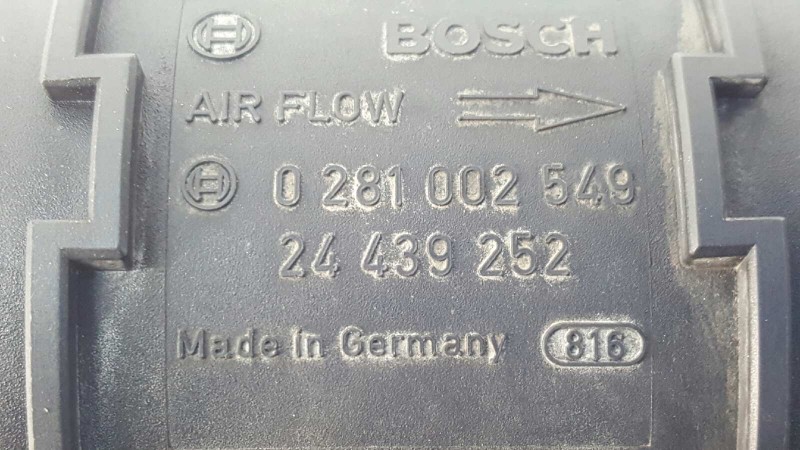 BOSCH
AIR FLOW
0 281 002 549
24 439 252
Made in Germany 816